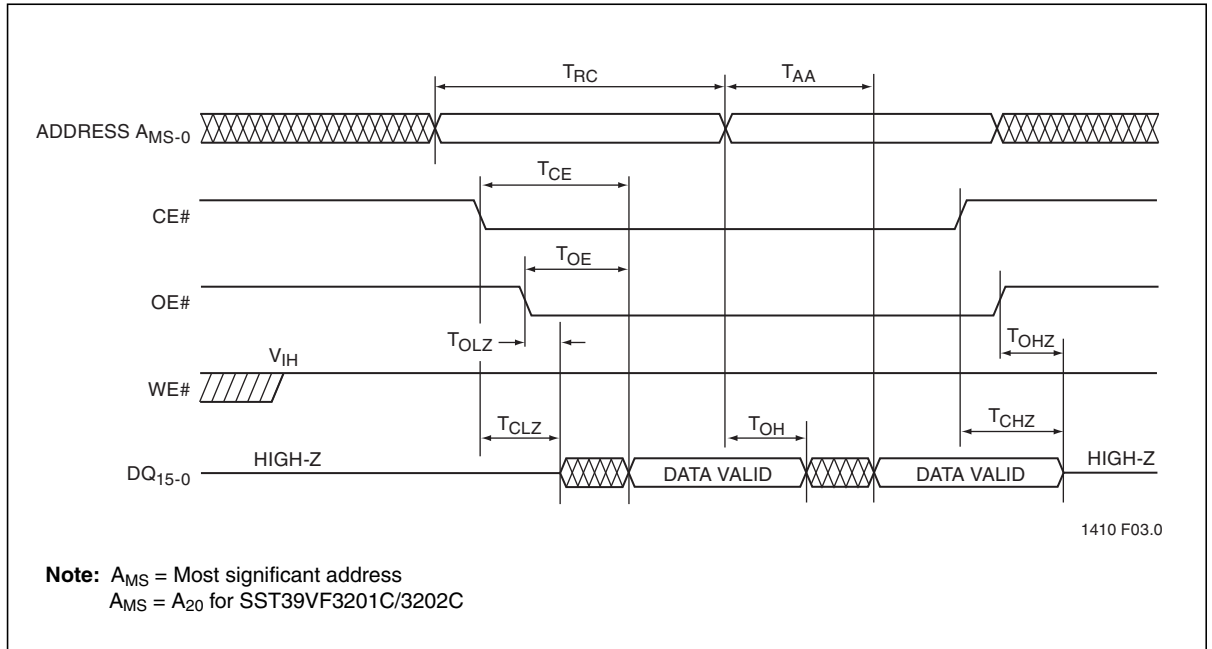 TRC TAA
ADDRESS AMS-0
TCE
CE#
TOE
OE#
TOLZ TOHZ
VIH
WE#
TCLZ TOH TCHZ
HIGH-Z DATA VALID DATA VALID HIGH-Z
DQ15-0
1410 F03.0
Note: AMS = Most significant address
AMS = A20 for SST39VF3201C/3202C